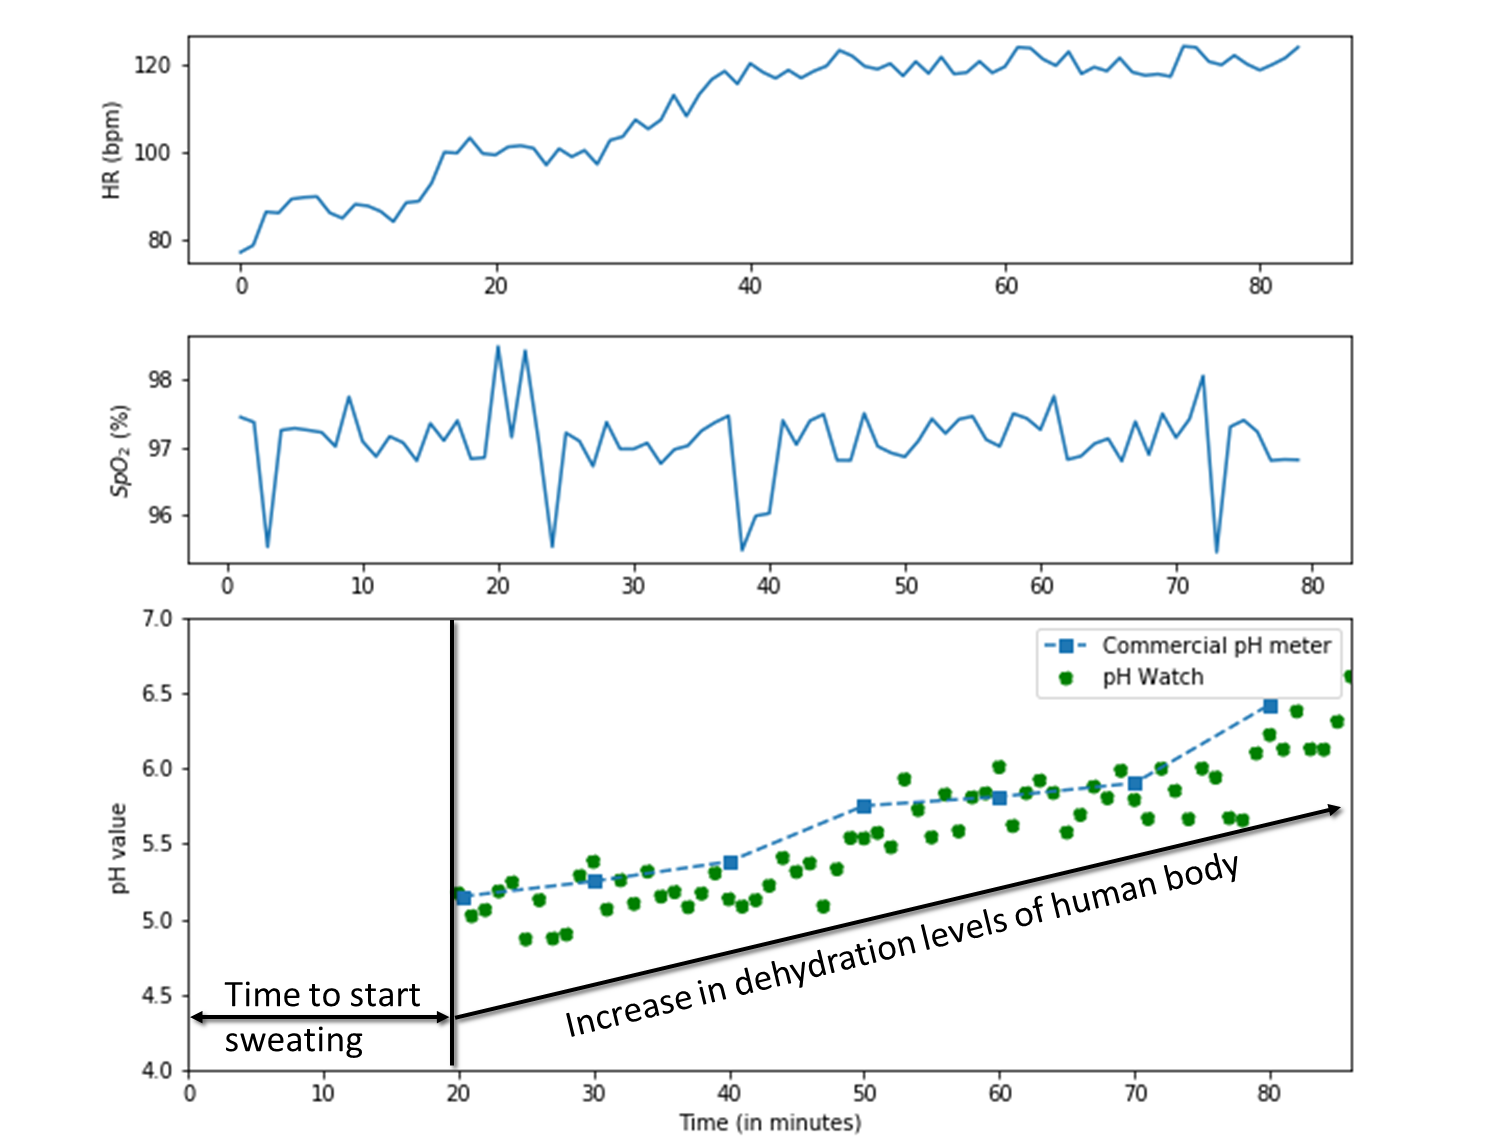 HR (bpm)
120
100
80
0 20 40 60 80
SpO2 (%)
98
97
96
0 10 20 30 40 50 60 70 80
pH value
7.0
6.5
6.0
5.5
5.0
4.5
4.0
Commercial pH meter
pH Watch
Time to start
sweating
Increase in dehydration levels of human body
0 10 20 30 40 50 60 70 80
Time (in minutes)